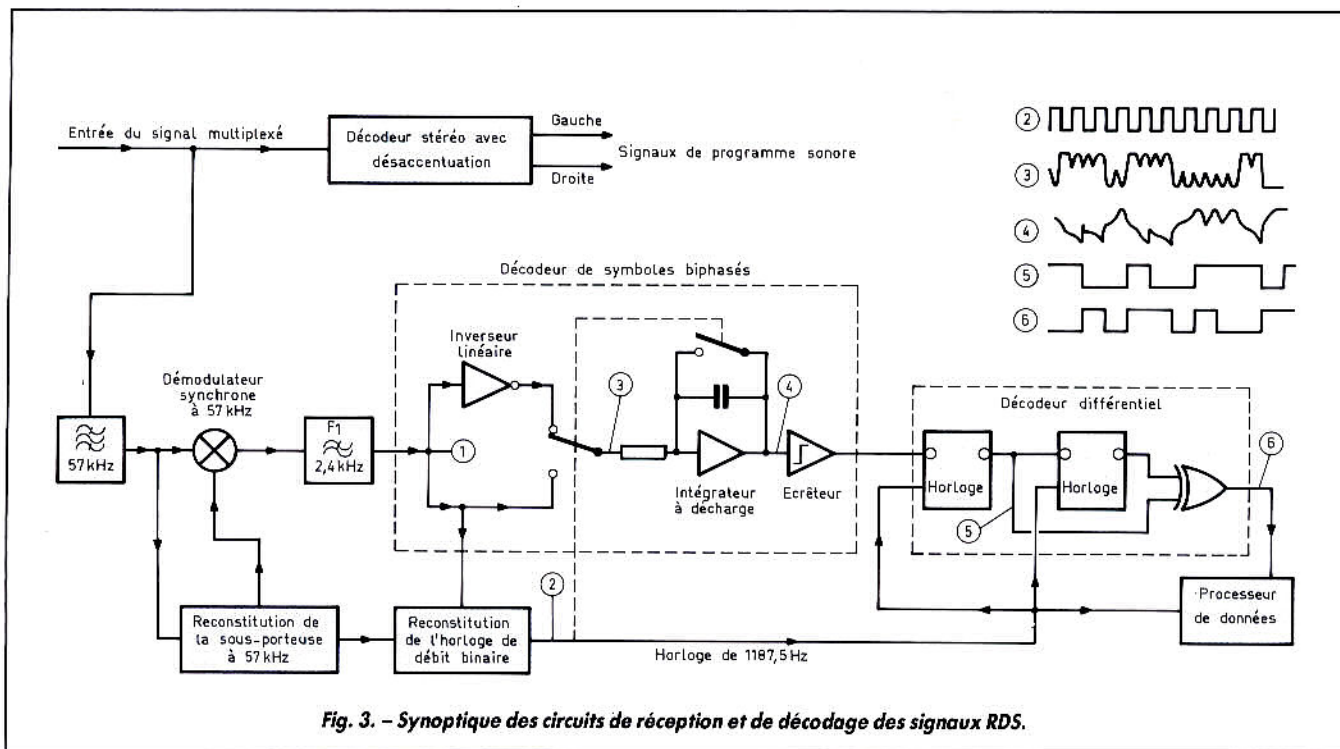 Entrée du signal multiplexé
Décodeur stéréo avec
désaccentuation
Gauche
Droite
Signaux de programme sonore
②
③
④
⑤
⑥
Décodeur de symboles biphasés
Inverseur
linéaire
Démodulateur
synchrone
à 57 kHz
57 kHz
F1
2,4 kHz
①
③
④
Intégrateur
à décharge
Ecrêteur
Décodeur différentiel
Horloge
Horloge
⑤
⑥
Reconstitution de
la sous-porteuse
à 57 kHz
Reconstitution
de l'horloge de
débit binaire
②
Horloge de 1187,5 Hz
Processeur
de données
Fig. 3. – Synoptique des circuits de réception et de décodage des signaux RDS.